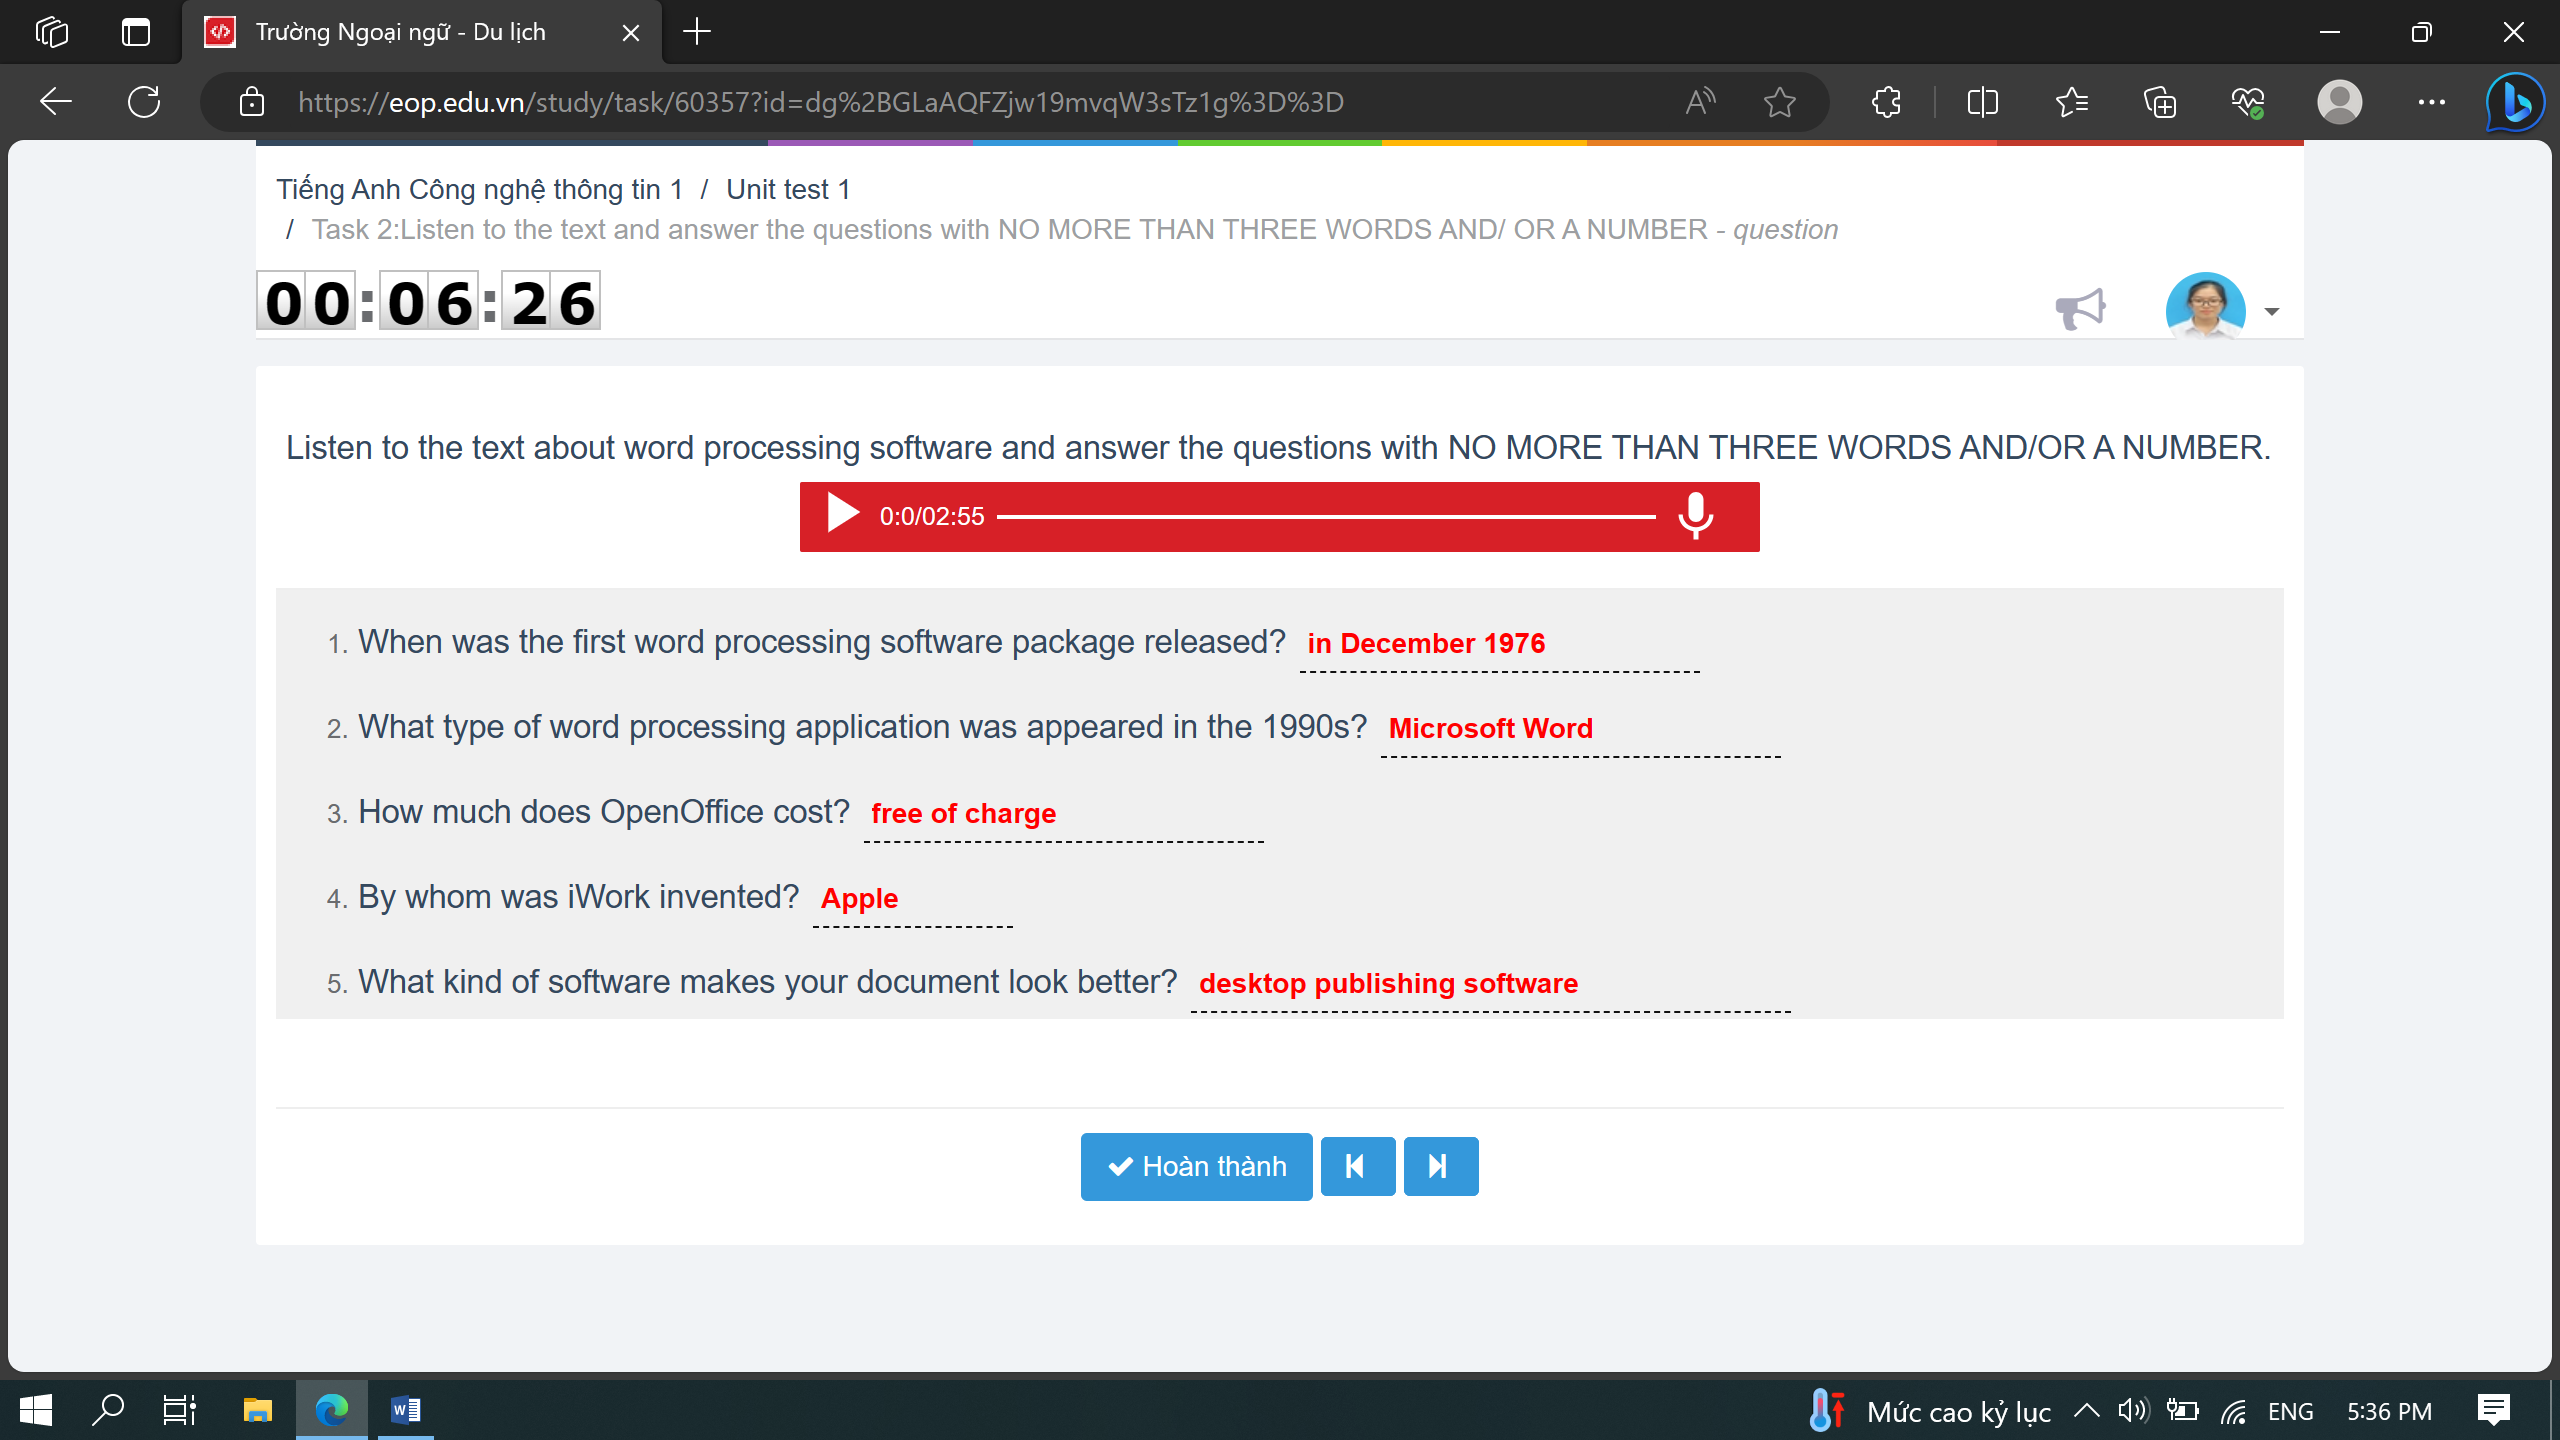 Trường Ngoại ngữ - Du lịch
https://eop.edu.vn/study/task/60357?id=dg%2BGLaAQFZjw19mvqW3sTz1g%3D%3D
Tiếng Anh Công nghệ thông tin 1 / Unit test 1
/ Task 2:Listen to the text and answer the questions with NO MORE THAN THREE WORDS AND/ OR A NUMBER - question
00:06:26
Listen to the text about word processing software and answer the questions with NO MORE THAN THREE WORDS AND/OR A NUMBER.
0:0/02:55
1. When was the first word processing software package released? in December 1976
2. What type of word processing application was appeared in the 1990s? Microsoft Word
3. How much does OpenOffice cost? free of charge
4. By whom was iWork invented? Apple
5. What kind of software makes your document look better? desktop publishing software
Hoàn thành
Mức cao kỷ lục ENG 5:36 PM